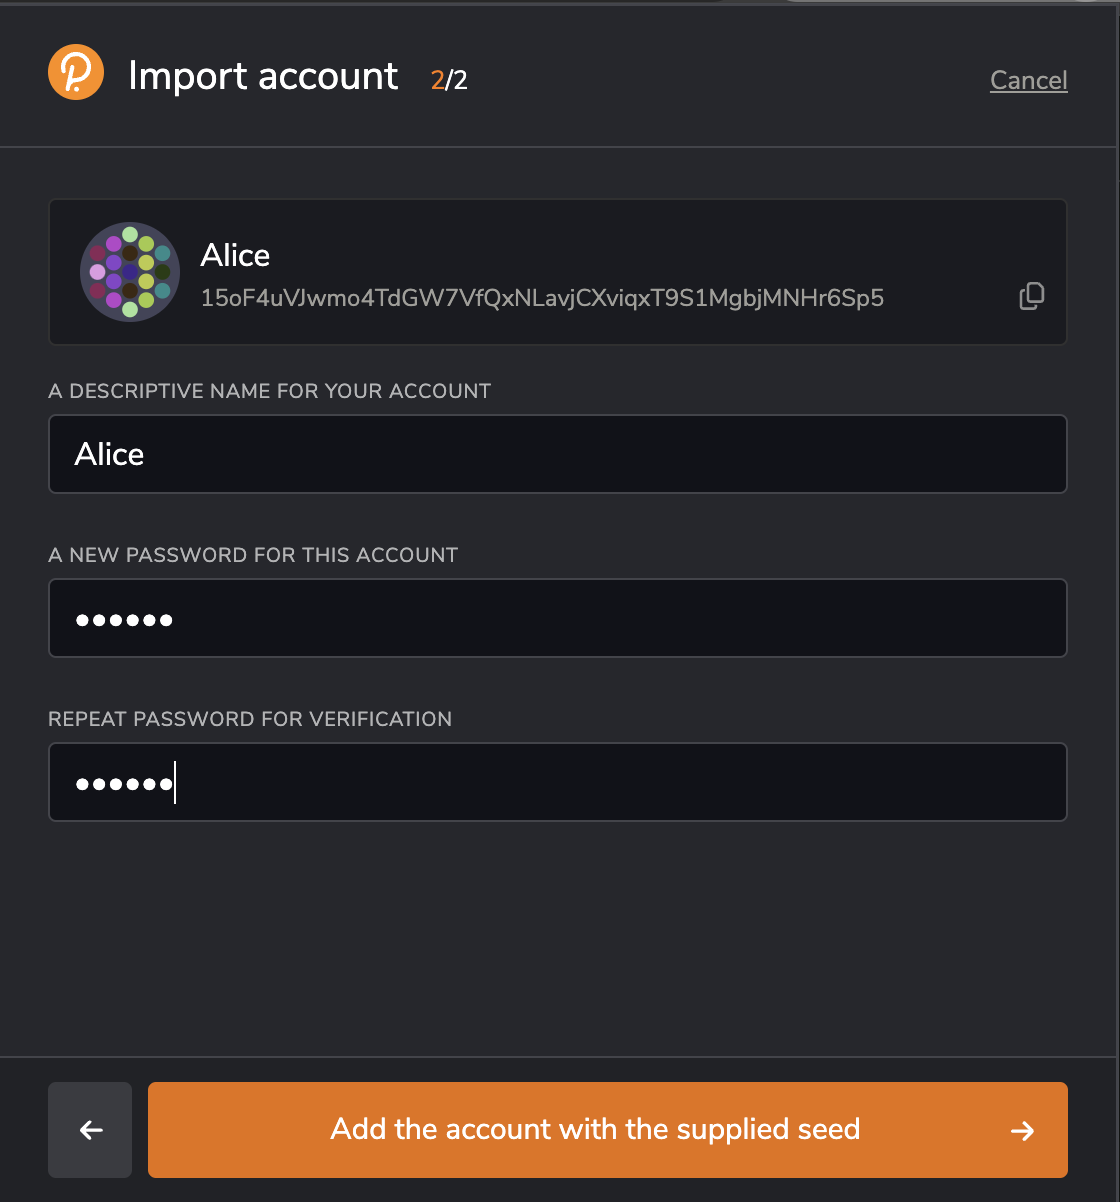 Import account 2/2 Cancel
Alice
15oF4uVJwmo4TdGW7VfQxNLavjCXviqxT9S1MgbjMNHr6Sp5
A DESCRIPTIVE NAME FOR YOUR ACCOUNT
Alice
A NEW PASSWORD FOR THIS ACCOUNT
••••••
REPEAT PASSWORD FOR VERIFICATION
••••••
Add the account with the supplied seed